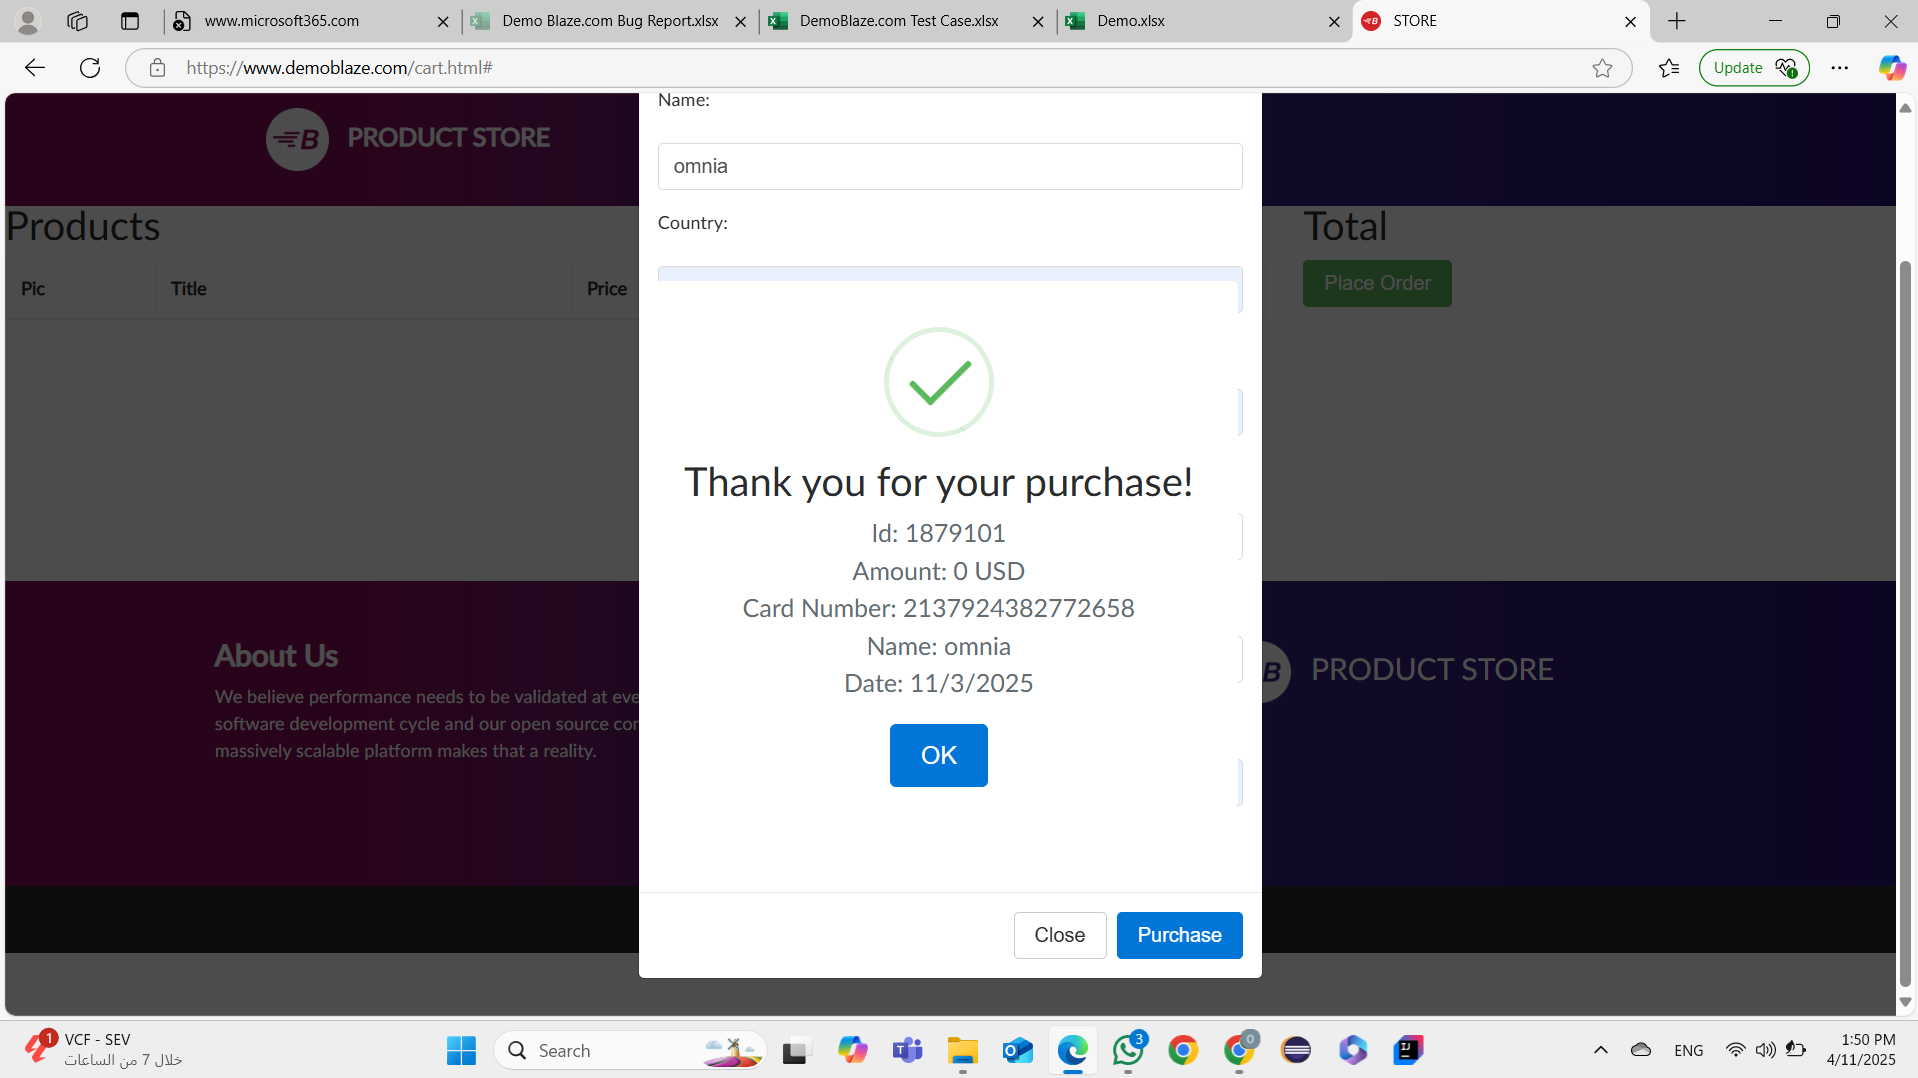 www.microsoft365.com
Demo Blaze.com Bug Report.xlsx
DemoBlaze.com Test Case.xlsx
Demo.xlsx
STORE
https://www.demoblaze.com/cart.html#
Update
PRODUCT STORE
Name:
omnia
Country:
Products
Total
Pic
Title
Price
Place Order
Thank you for your purchase!
Id: 1879101
Amount: 0 USD
Card Number: 2137924382772658
Name: omnia
Date: 11/3/2025
OK
About Us
We believe performance needs to be validated at eve
software development cycle and our open source con
massively scalable platform makes that a reality.
PRODUCT STORE
Close
Purchase
1
VCF - SEV
خلال 7 من الساعات
Search
3
0
ENG
1:50 PM
4/11/2025